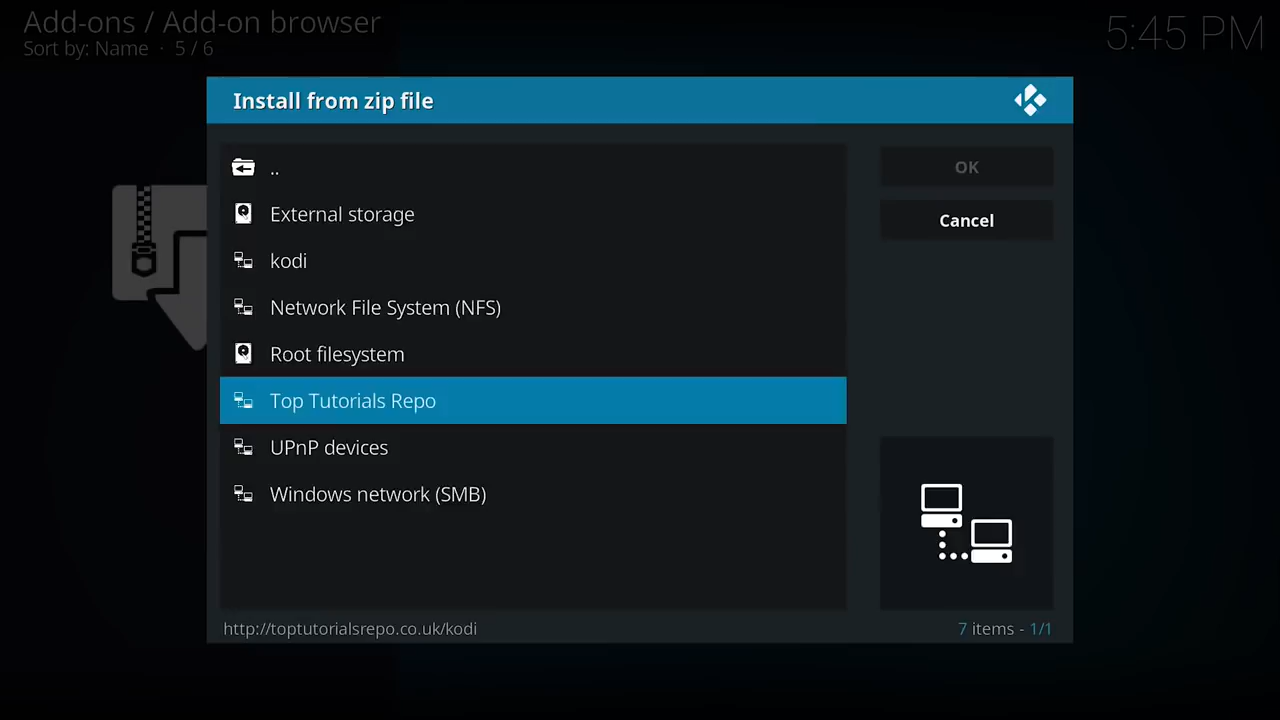 Add-ons / Add-on browser
Sort by: Name · 5 / 6
5:45 PM
Install from zip file
..
External storage
kodi
Network File System (NFS)
Root filesystem
Top Tutorials Repo
UPnP devices
Windows network (SMB)
OK
Cancel
http://toptutorialsrepo.co.uk/kodi
7 items - 1/1